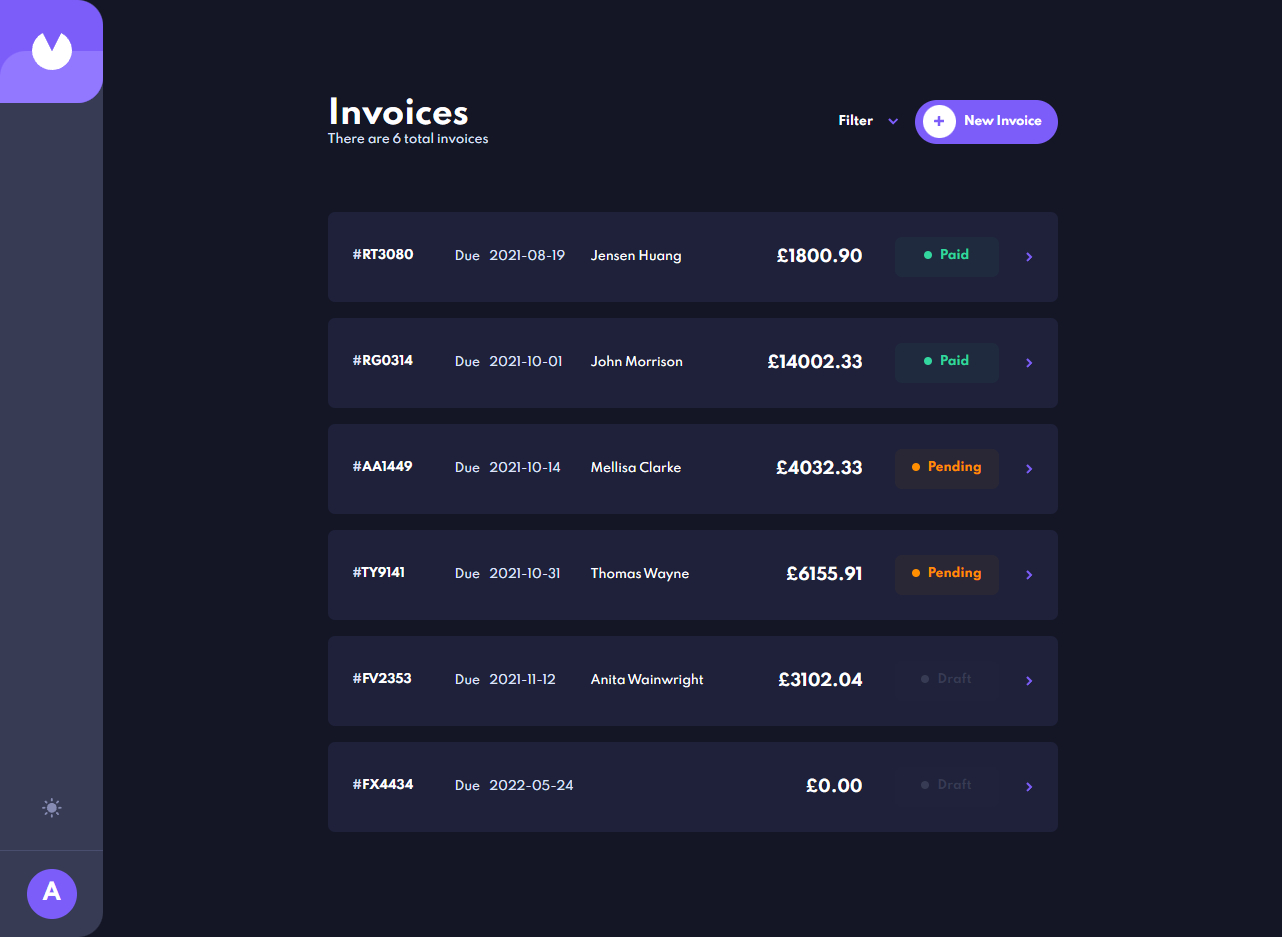 Invoices
There are 6 total invoices
Filter
+ New Invoice
#RT3080 Due 2021-08-19 Jensen Huang £1800.90 Paid
#RG0314 Due 2021-10-01 John Morrison £14002.33 Paid
#AA1449 Due 2021-10-14 Mellisa Clarke £4032.33 Pending
#TY9141 Due 2021-10-31 Thomas Wayne £6155.91 Pending
#FV2353 Due 2021-11-12 Anita Wainwright £3102.04 Draft
#FX4434 Due 2022-05-24 £0.00 Draft
A